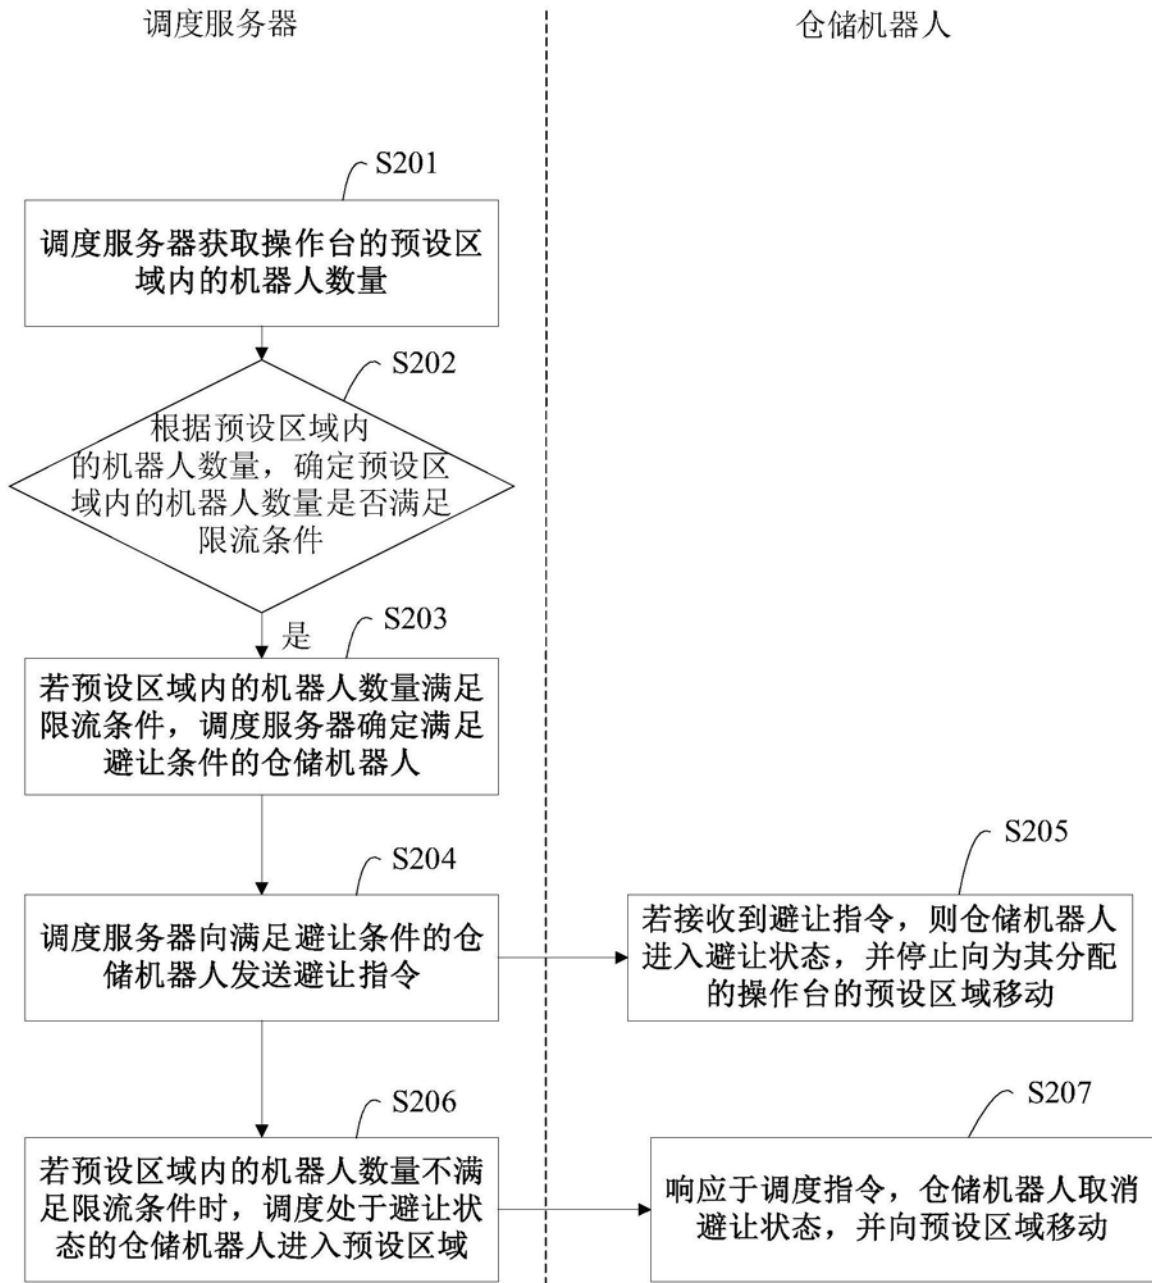 调度服务器
仓储机器人
S201
调度服务器获取操作台的预设区
域内的机器人数量
S202
根据预设区域内
的机器人数量，确定预设区
域内的机器人数量是否满足
限流条件
是
S203
若预设区域内的机器人数量满足
限流条件，调度服务器确定满足
避让条件的仓储机器人
S204
调度服务器向满足避让条件的仓
储机器人发送避让指令
S205
若接收到避让指令，则仓储机器人
进入避让状态，并停止向为其分配
的操作台的预设区域移动
S206
若预设区域内的机器人数量不满
足限流条件时，调度处于避让状
态的仓储机器人进入预设区域
S207
响应于调度指令，仓储机器人取消
避让状态，并向预设区域移动